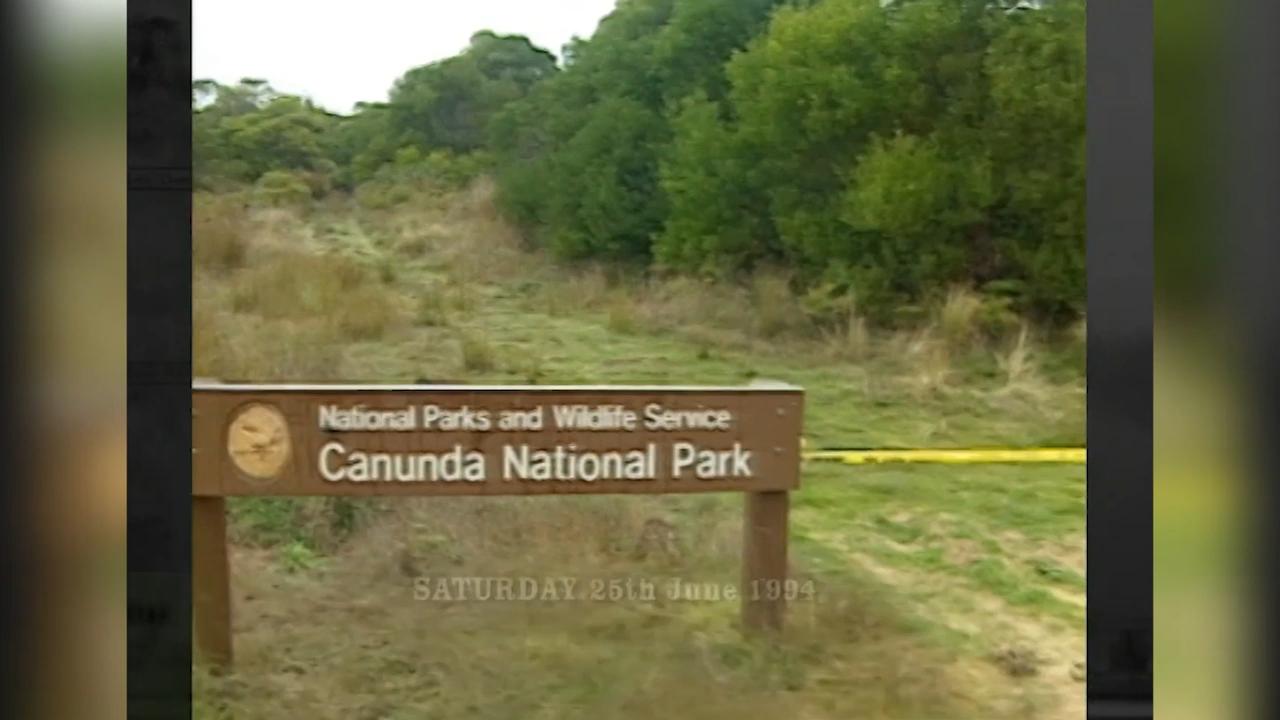 National Parks and Wildlife Service
Canunda National Park
SATURDAY 25th June 1994